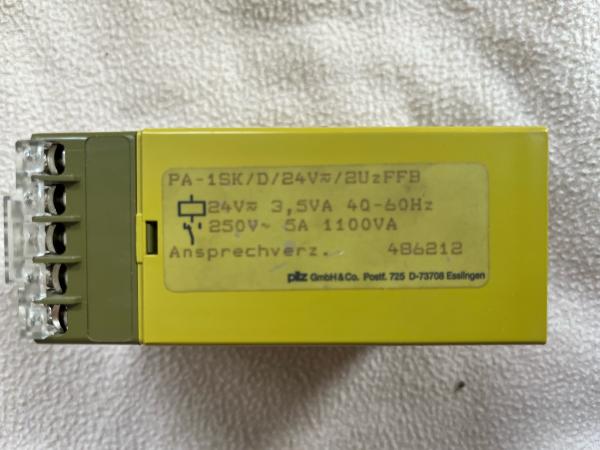 PA-1SK/D/24V≂/2UzFFB
24V≂ 3,5VA 40-60Hz
250V~ 5A 1100VA
Ansprechverz. 486212
pilz GmbH&Co. Postf. 725 D-73708 Esslingen